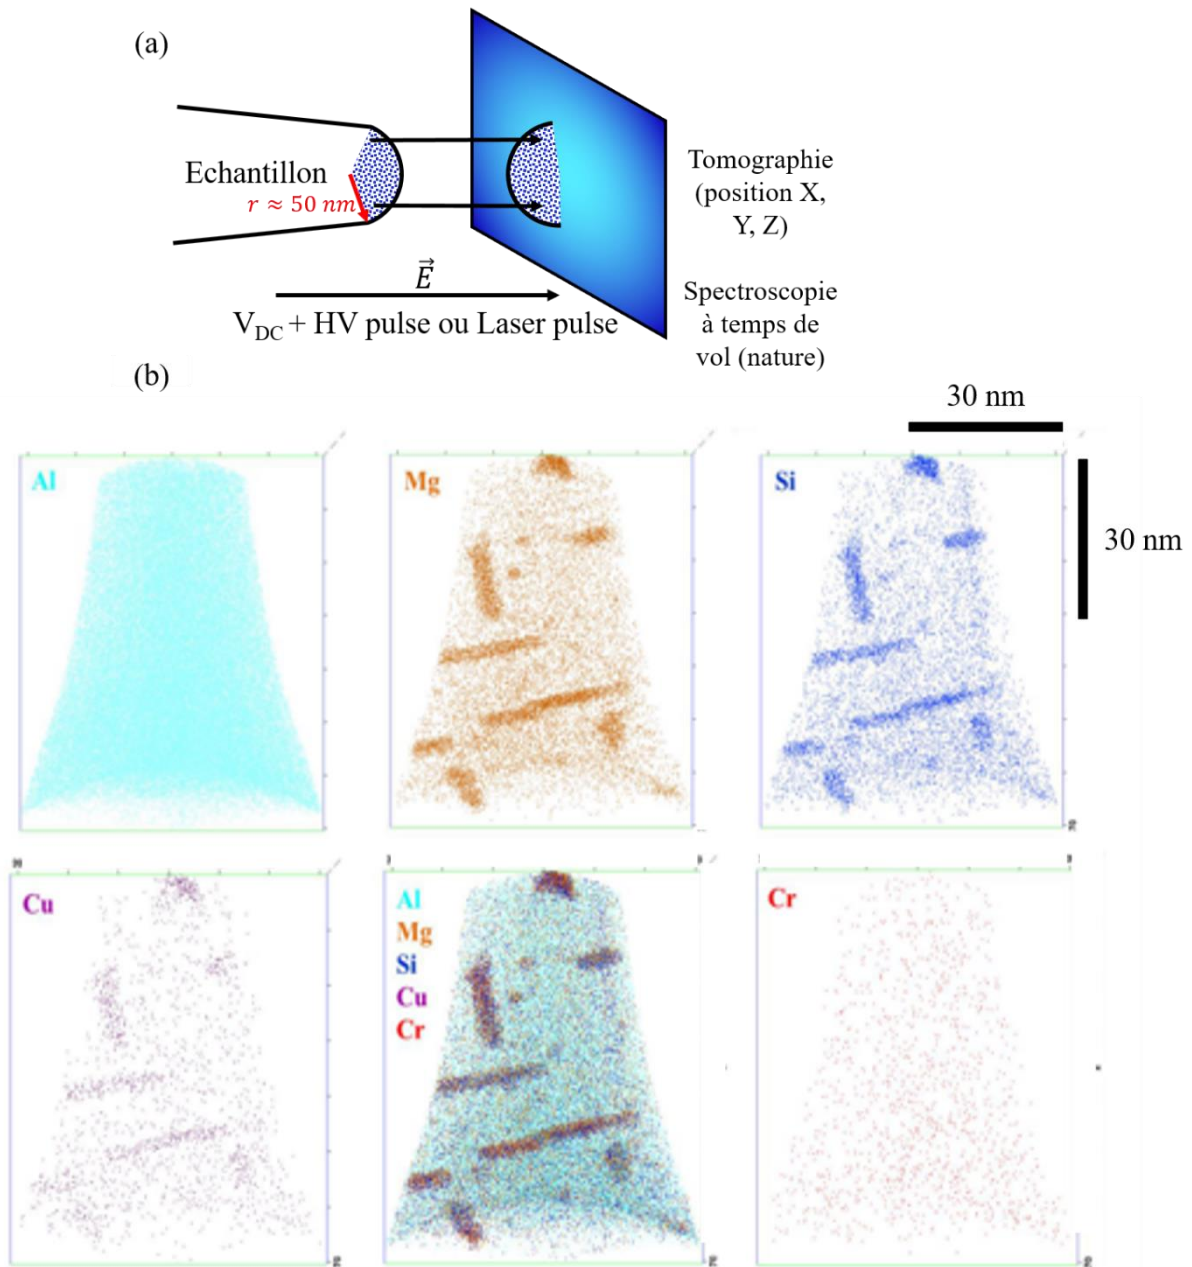 (a)
Echantillon
r ≈ 50 nm
Tomographie
(position X,
Y, Z)
E⃗
V_DC + HV pulse ou Laser pulse
Spectroscopie
à temps de
vol (nature)
(b)
30 nm
Al
Mg
Si
30 nm
Cu
Al
Mg
Si
Cu
Cr
Cr